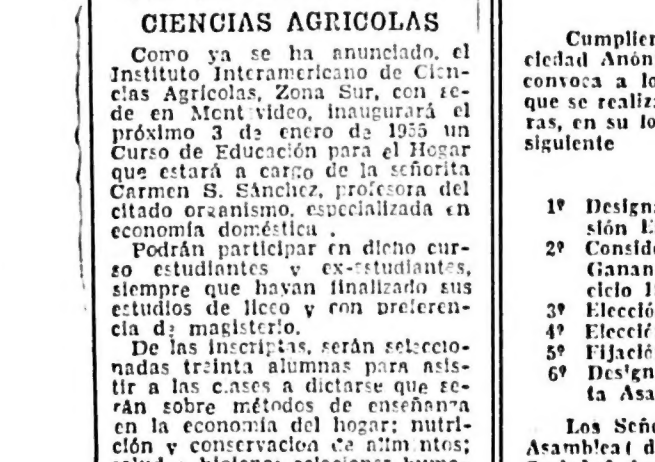 CIENCIAS AGRICOLAS
Como ya se ha anunciado, el
Instituto Interamericano de Cien-
cias Agrícolas, Zona Sur, con se-
de en Montevideo, inaugurará el
próximo 3 de enero de 1955 un
Curso de Educación para el Hogar
que estará a cargo de la señorita
Carmen S. Sánchez, profesora del
citado organismo, especializada en
economía doméstica .
Podrán participar en dicho cur-
so estudiantes y ex-estudiantes,
siempre que hayan finalizado sus
estudios de liceo y con preferen-
cia de magisterio.
De las inscriptas, serán seleccio-
nadas treinta alumnas para asis-
tir a las clases a dictarse que se-
rán sobre métodos de enseñanza
en la economía del hogar; nutri-
ción y conservación de alimentos;
Cumplien
ciedad Anón
convoca a lo
que se realiza
ras, en su lo
siguiente
1º Designa
sión E
2º Conside
Ganan
ciclo 1
3º Elecció
4º Elecció
5º Fijació
6º Design
ta Asa
Los Seño
Asamblea( d